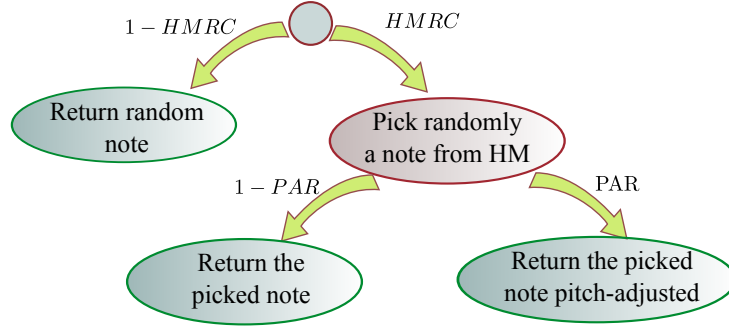 1 − HMRC
HMRC
Return random
note
Pick randomly
a note from HM
1 − PAR
PAR
Return the
picked note
Return the picked
note pitch-adjusted